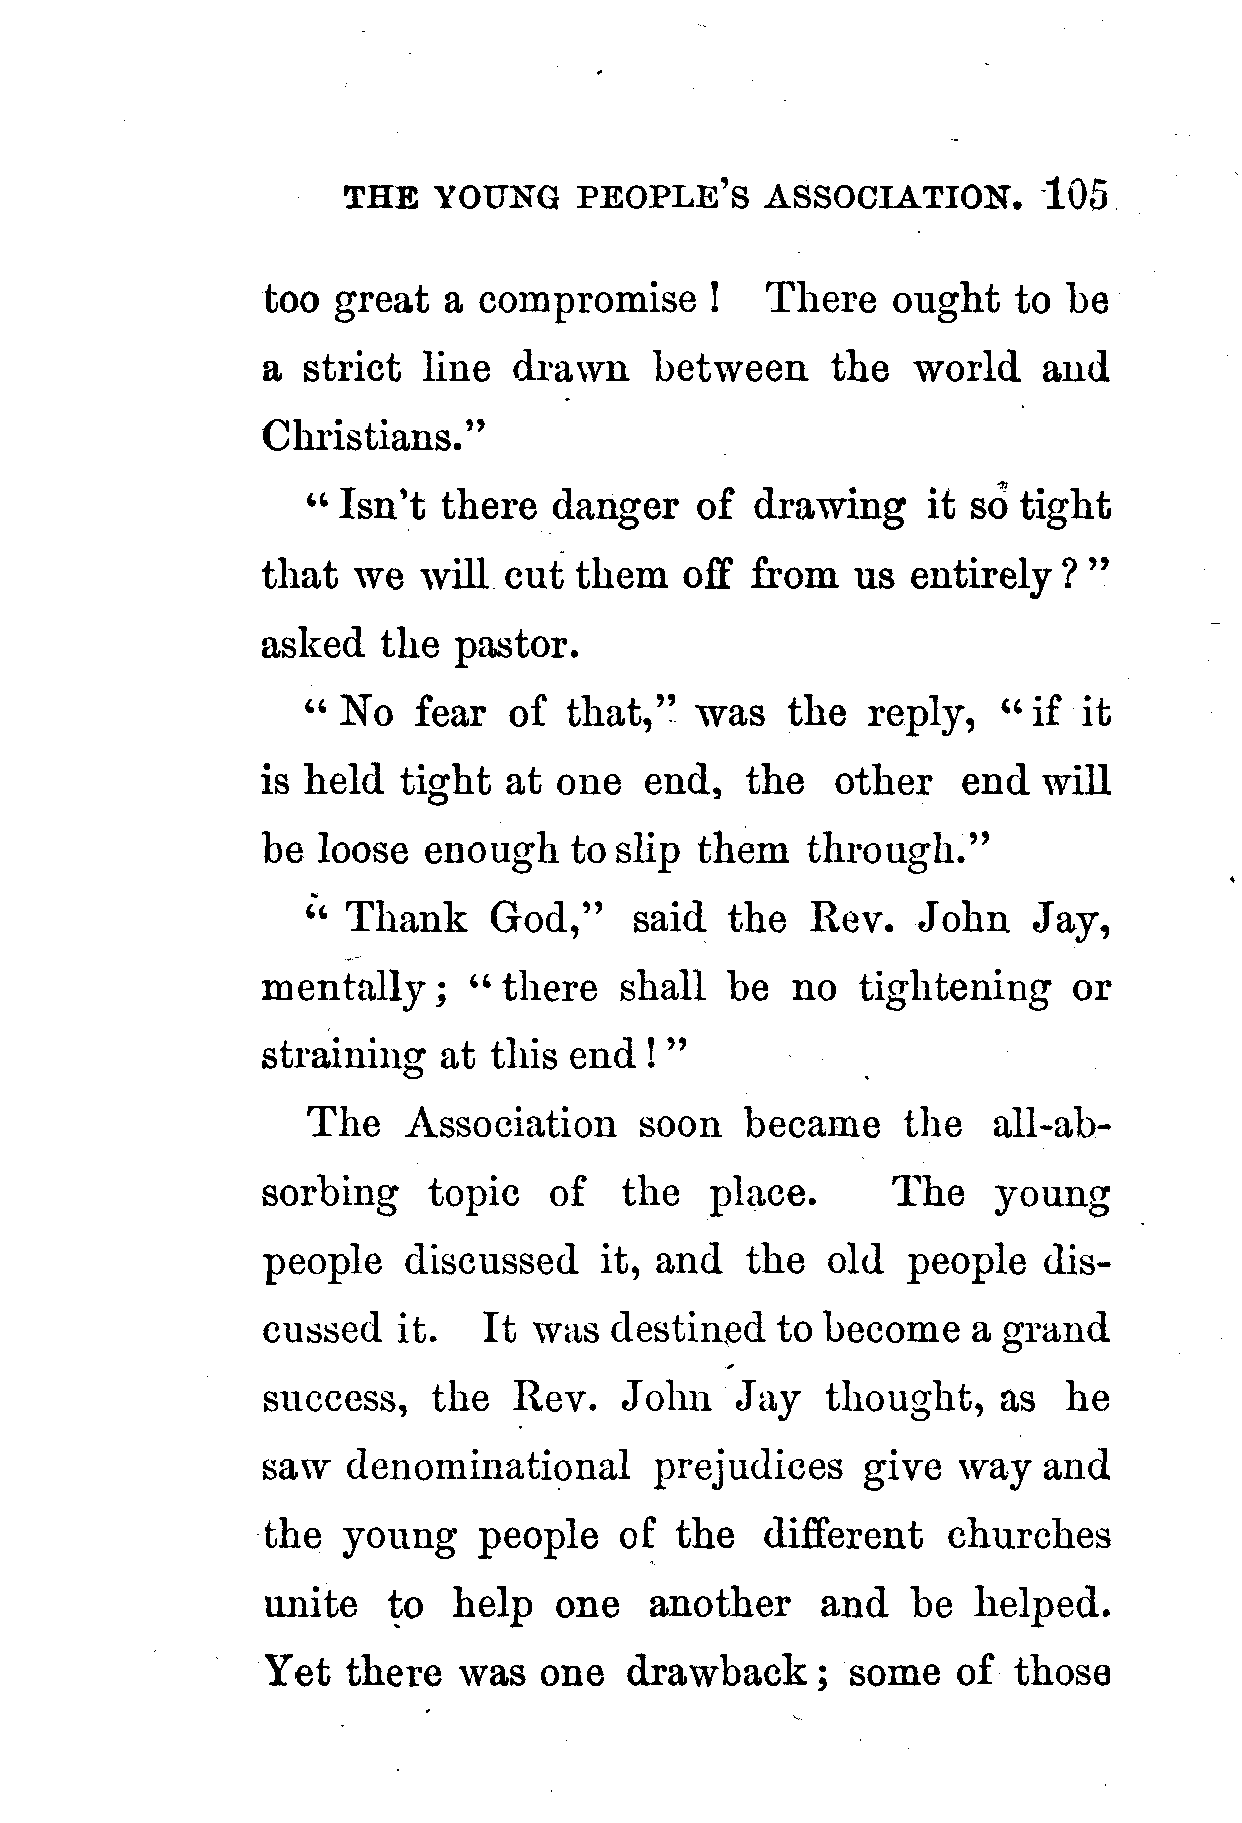 THE YOUNG PEOPLE'S ASSOCIATION. 105
too great a compromise! There ought to be
a strict line drawn between the world and
Christians."
"Isn't there danger of drawing it so tight
that we will cut them off from us entirely?"
asked the pastor.
"No fear of that," was the reply, "if it
is held tight at one end, the other end will
be loose enough to slip them through."
"Thank God," said the Rev. John Jay,
mentally; "there shall be no tightening or
straining at this end!"
The Association soon became the all-ab-
sorbing topic of the place. The young
people discussed it, and the old people dis-
cussed it. It was destined to become a grand
success, the Rev. John Jay thought, as he
saw denominational prejudices give way and
the young people of the different churches
unite to help one another and be helped.
Yet there was one drawback; some of those